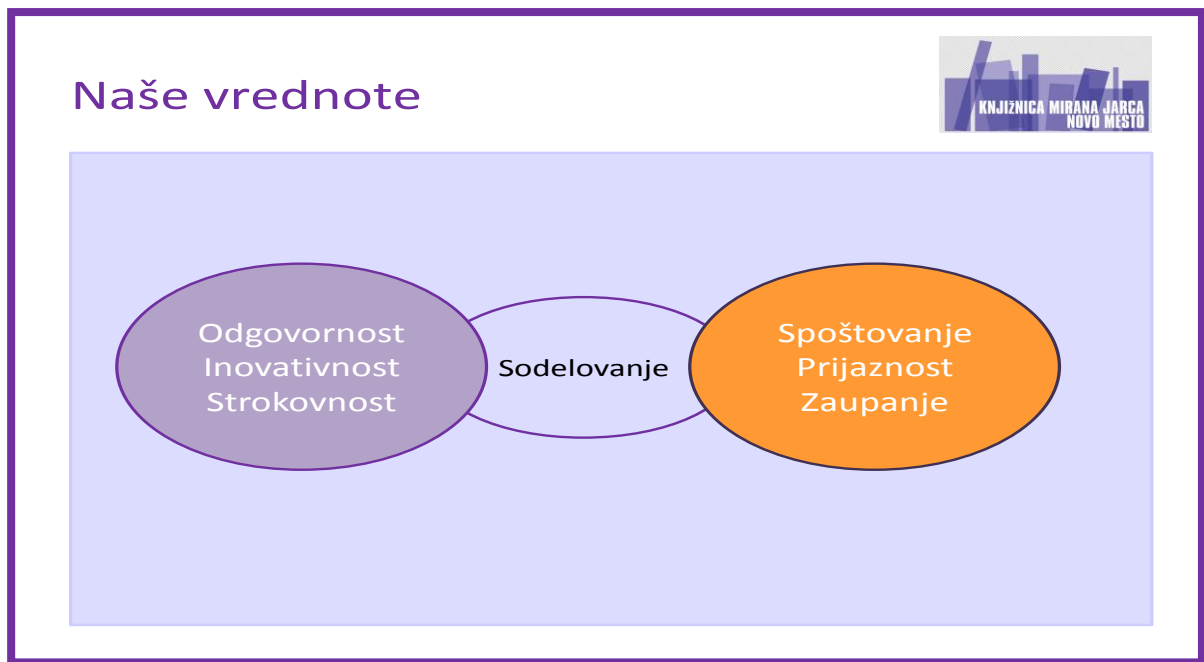 Naše vrednote
KNJIŽNICA MIRANA JARCA
NOVO MESTO
Odgovornost
Inovativnost
Strokovnost
Sodelovanje
Spoštovanje
Prijaznost
Zaupanje